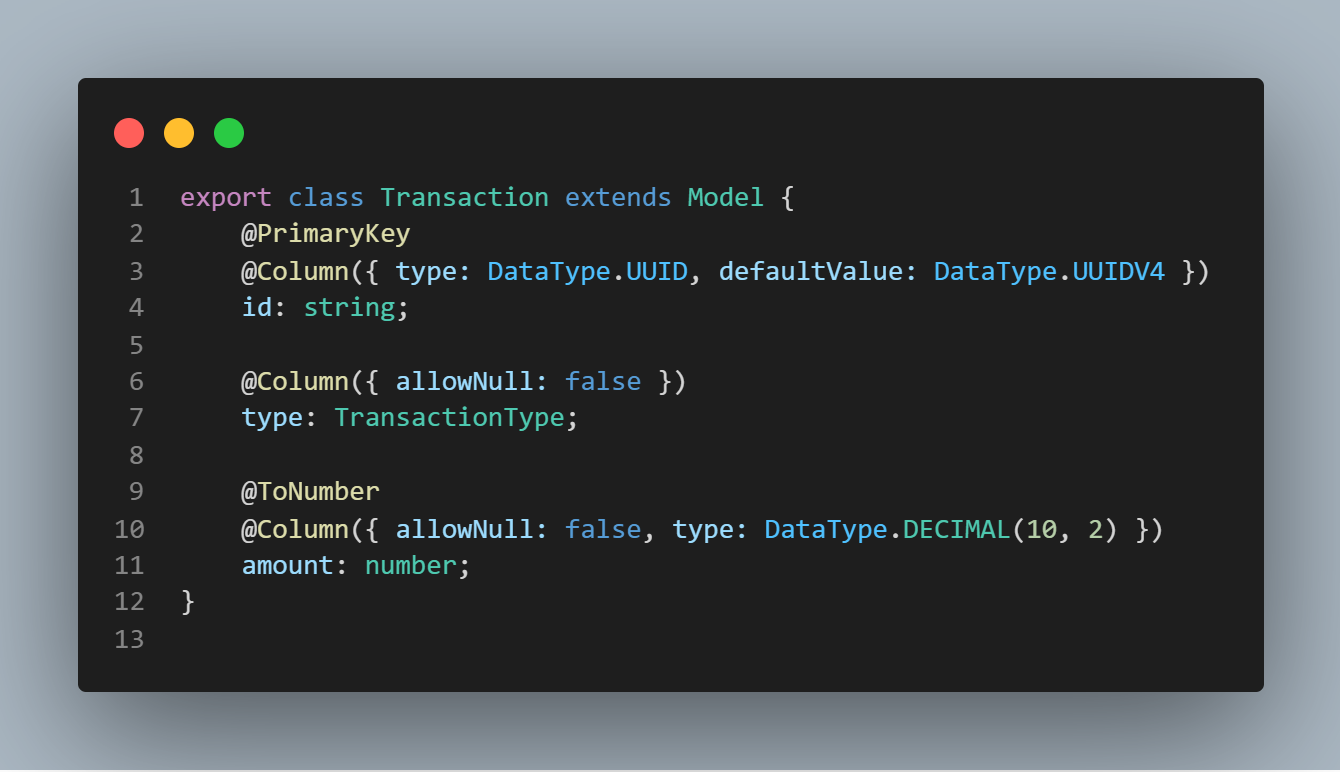 1 export class Transaction extends Model {
2     @PrimaryKey
3     @Column({ type: DataType.UUID, defaultValue: DataType.UUIDV4 })
4     id: string;
5
6     @Column({ allowNull: false })
7     type: TransactionType;
8
9     @ToNumber
10     @Column({ allowNull: false, type: DataType.DECIMAL(10, 2) })
11     amount: number;
12 }
13